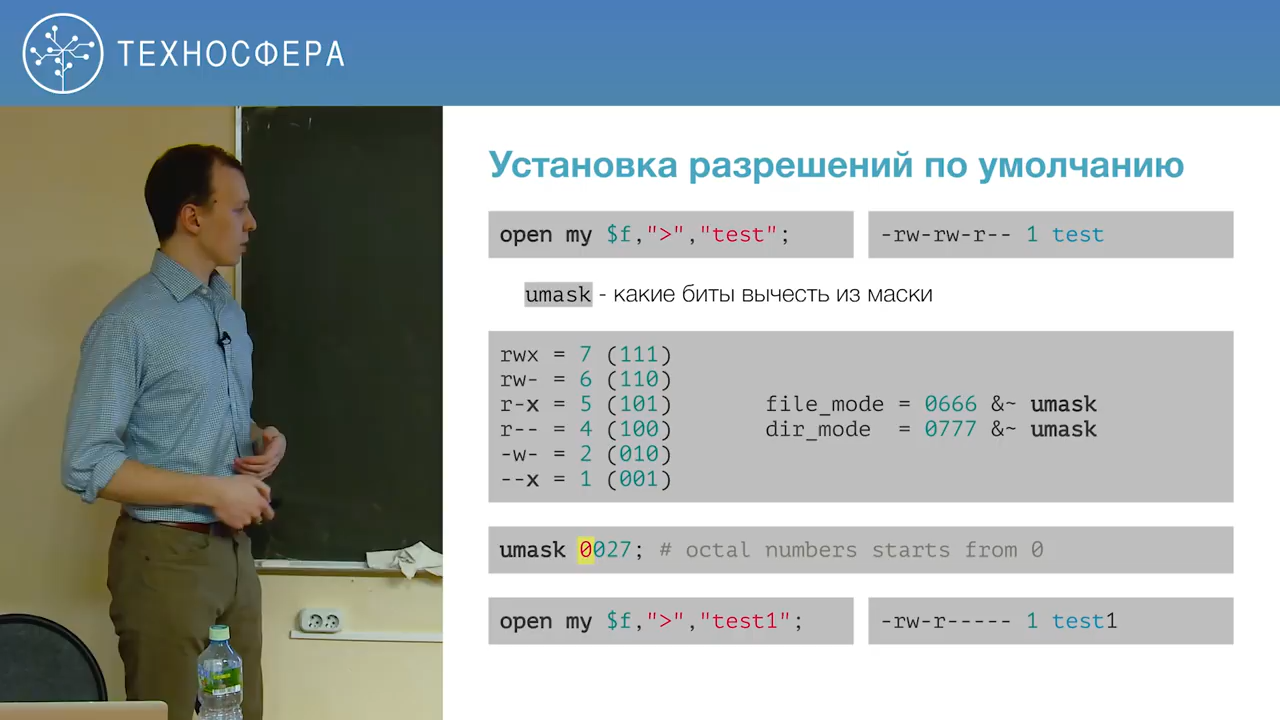 ТЕХНОСФЕРА
Установка разрешений по умолчанию
open my $f,">","test";
-rw-rw-r-- 1 test
umask - какие биты вычесть из маски
rwx = 7 (111)
rw- = 6 (110)
r-x = 5 (101) file_mode = 0666 &~ umask
r-- = 4 (100) dir_mode = 0777 &~ umask
-w- = 2 (010)
--x = 1 (001)
umask 0027; # octal numbers starts from 0
open my $f,">","test1";
-rw-r----- 1 test1